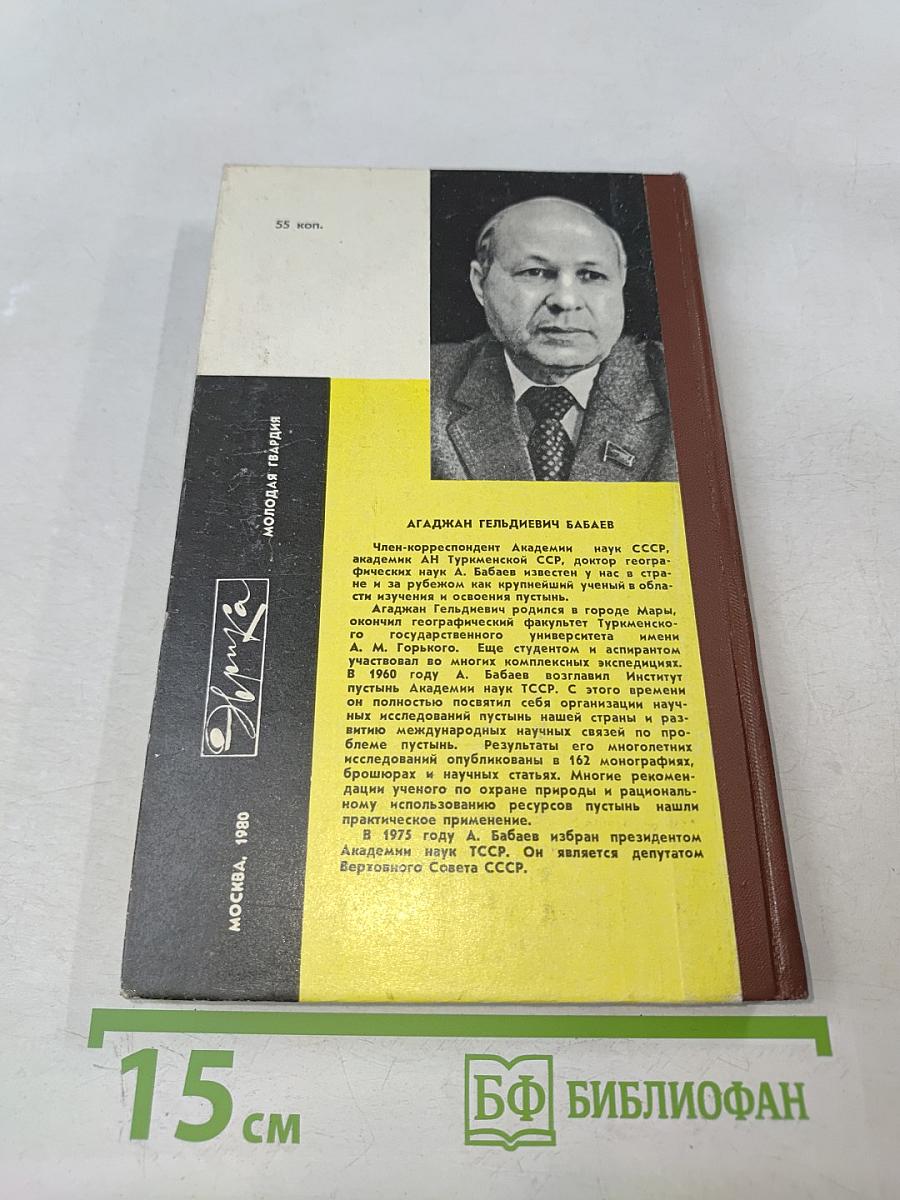 55 коп.
МОЛОДАЯ ГВАРДИЯ
Эврика
МОСКВА, 1980
АГАДЖАН ГЕЛЬДИЕВИЧ БАБАЕВ
Член-корреспондент Академии наук СССР,
академик АН Туркменской ССР, доктор геогра-
фических наук А. Бабаев известен у нас в стра-
не и за рубежом как крупнейший ученый в обла-
сти изучения и освоения пустынь.
Агаджан Гельдиевич родился в городе Мары,
окончил географический факультет Туркменско-
го государственного университета имени
А. М. Горького. Еще студентом и аспирантом
участвовал во многих комплексных экспедициях.
В 1960 году А. Бабаев возглавил Институт
пустынь Академии наук ТССР. С этого времени
он полностью посвятил себя организации науч-
ных исследований пустынь нашей страны и раз-
витию международных научных связей по про-
блеме пустынь. Результаты его многолетних
исследований опубликованы в 162 монографиях,
брошюрах и научных статьях. Многие рекомен-
дации ученого по охране природы и рациональ-
ному использованию ресурсов пустынь нашли
практическое применение.
В 1975 году А. Бабаев избран президентом
Академии наук ТССР. Он является депутатом
Верховного Совета СССР.
15 см
БФ БИБЛИОФАН